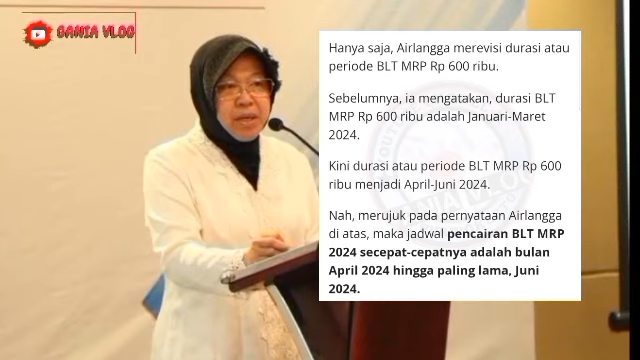 GANIA VLOG
Hanya saja, Airlangga merevisi durasi atau
periode BLT MRP Rp 600 ribu.
Sebelumnya, ia mengatakan, durasi BLT
MRP Rp 600 ribu adalah Januari-Maret
2024.
Kini durasi atau periode BLT MRP Rp 600
ribu menjadi April-Juni 2024.
Nah, merujuk pada pernyataan Airlangga
di atas, maka jadwal pencairan BLT MRP
2024 secepat-cepatnya adalah bulan
April 2024 hingga paling lama, Juni
2024.